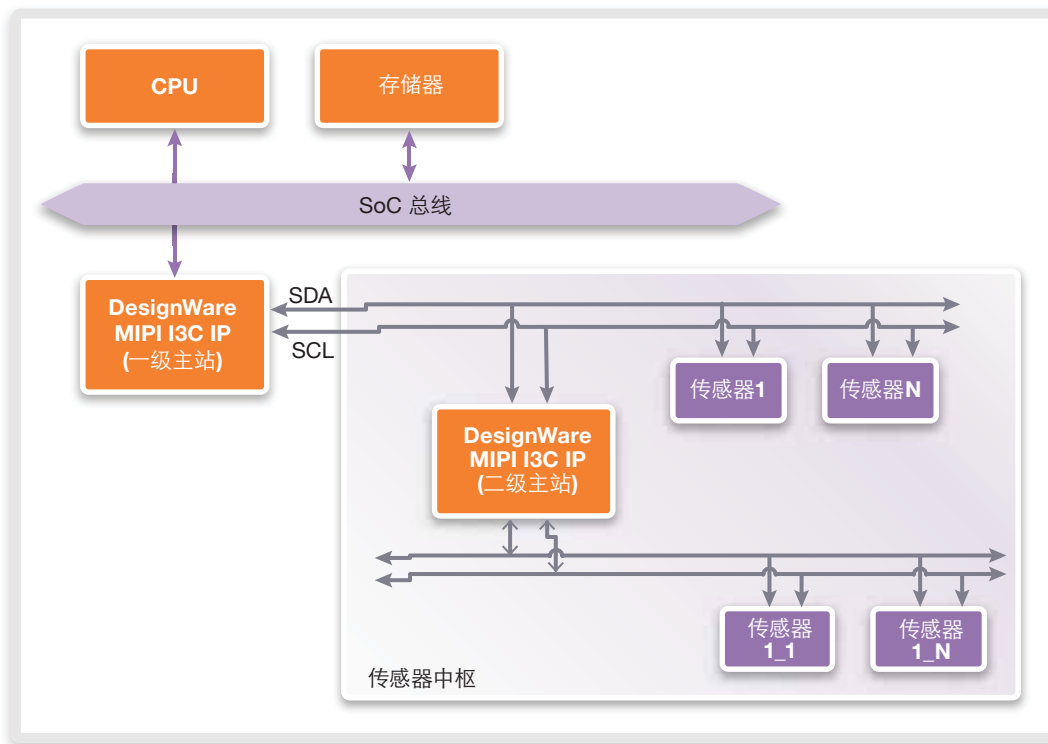 CPU
存储器
SoC 总线
DesignWare
MIPI I3C IP
(一级主站)
SDA
SCL
传感器1
传感器N
DesignWare
MIPI I3C IP
(二级主站)
传感器
1_1
传感器
1_N
传感器中枢